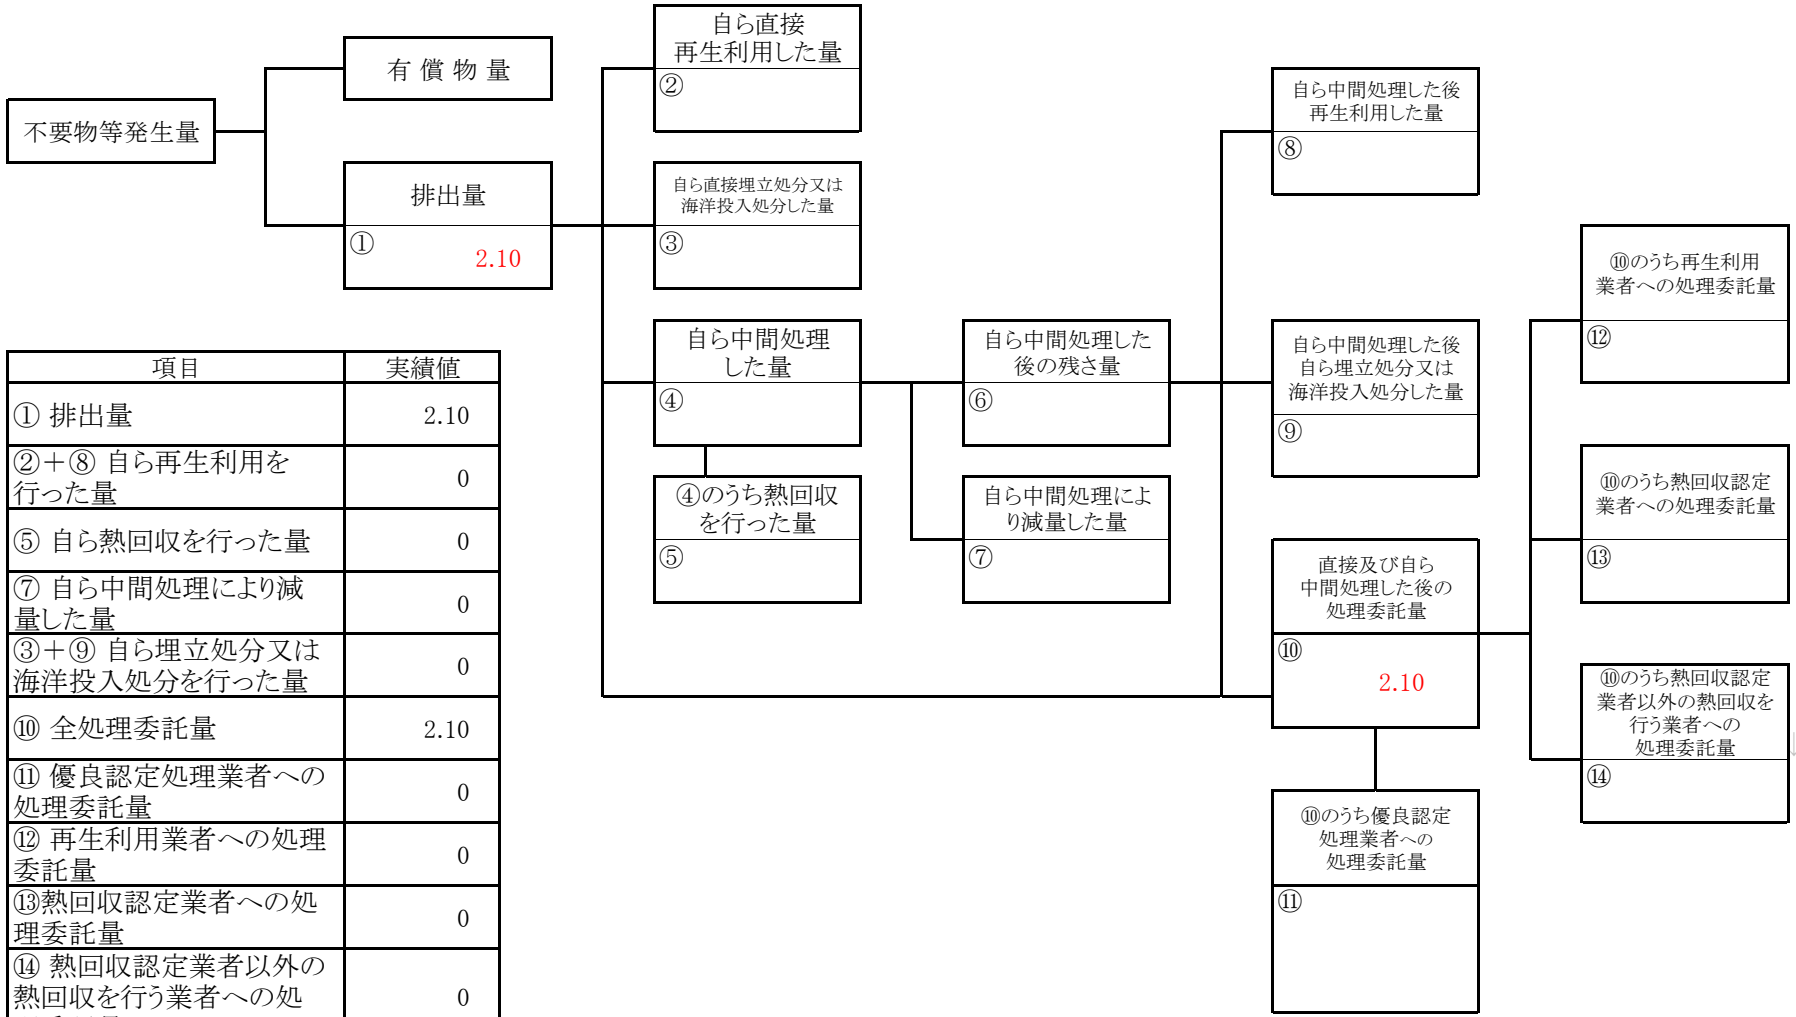 不要物等発生量
有 償 物 量
排出量
①
2.10
自ら直接
再生利用した量
②
自ら直接埋立処分又は
海洋投入処分した量
③
自ら中間処理
した量
④
④のうち熱回収
を行った量
⑤
自ら中間処理した
後の残さ量
⑥
自ら中間処理によ
り減量した量
⑦
自ら中間処理した後
再生利用した量
⑧
自ら中間処理した後
自ら埋立処分又は
海洋投入処分した量
⑨
直接及び自ら
中間処理した後の
処理委託量
⑩
2.10
⑩のうち優良認定
処理業者への
処理委託量
⑪
⑩のうち再生利用
業者への処理委託量
⑫
⑩のうち熱回収認定
業者への処理委託量
⑬
⑩のうち熱回収認定
業者以外の熱回収を
行う業者への
処理委託量
⑭
↓
項目 実績値
① 排出量 2.10
②＋⑧ 自ら再生利用を
行った量 0
⑤ 自ら熱回収を行った量 0
⑦ 自ら中間処理により減
量した量 0
③＋⑨ 自ら埋立処分又は
海洋投入処分を行った量 0
⑩ 全処理委託量 2.10
⑪ 優良認定処理業者への
処理委託量 0
⑫ 再生利用業者への処理
委託量 0
⑬熱回収認定業者への処
理委託量 0
⑭ 熱回収認定業者以外の
熱回収を行う業者への処 0